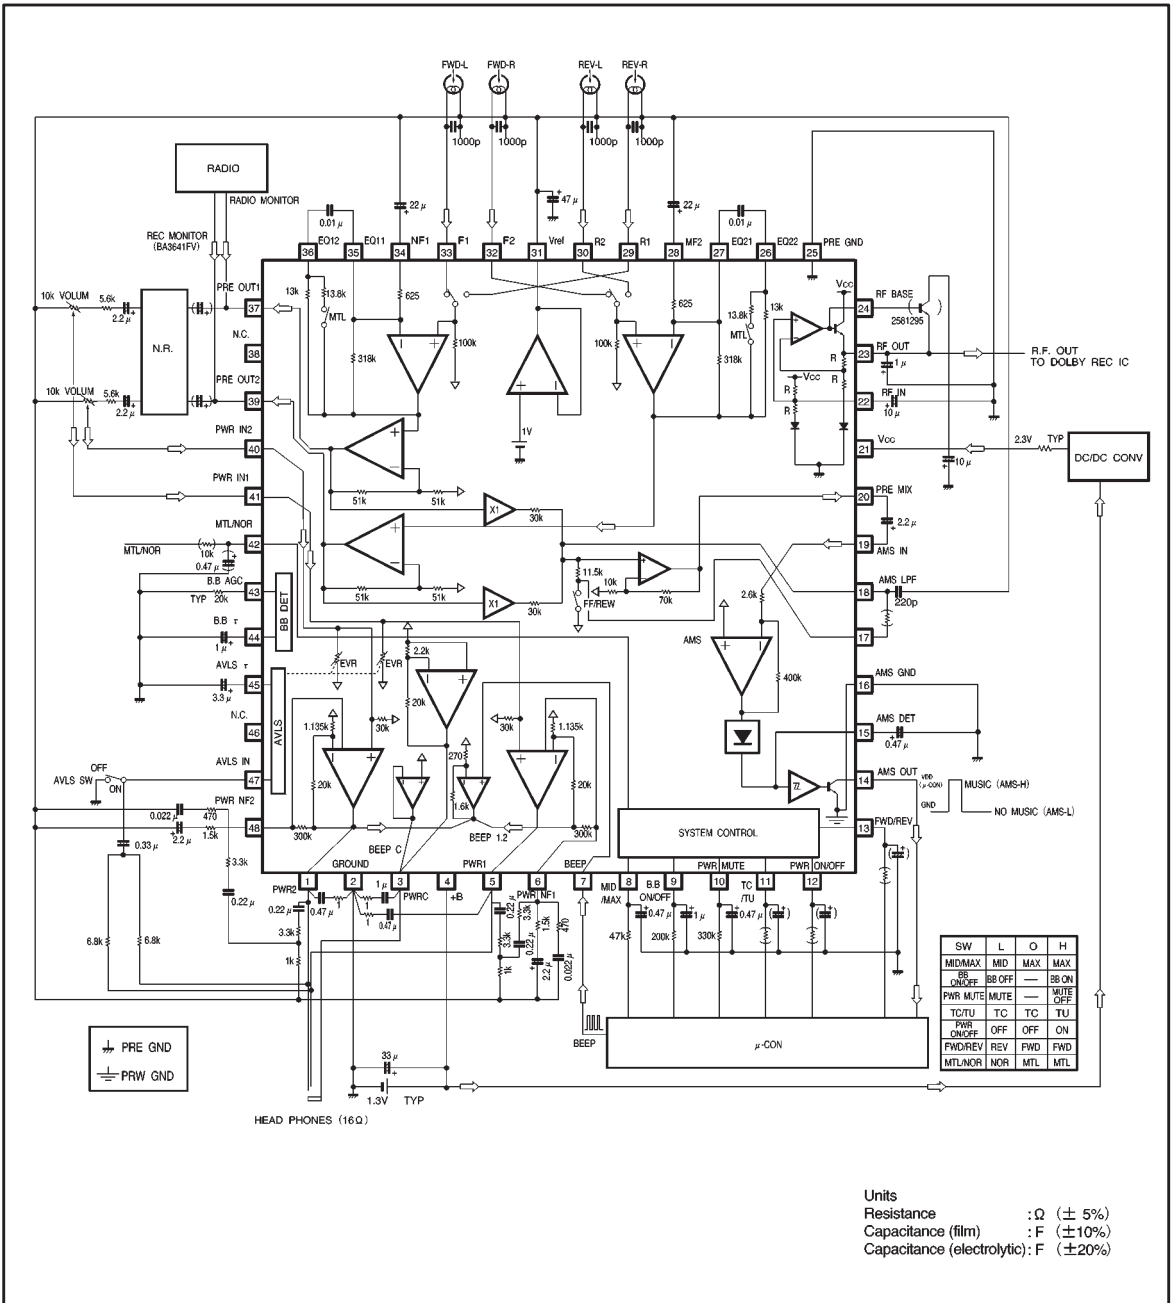 FWD-L FWD-R REV-L REV-R
1000p 1000p 1000p 1000p
RADIO
RADIO MONITOR
REC MONITOR
(BA3641FV)
0.01 μ 22 μ 47 μ 22 μ 0.01 μ
EQ12 EQ11 NF1 F1 F2 Vref R2 R1 MF2 EQ21 EQ22 PRE GND
36 35 34 33 32 31 30 29 28 27 26 25
PRE OUT1
37
10k VOLUM 5.6k
2.2 μ
N.R.
N.C.
38
PRE OUT2
39
10k VOLUM 5.6k
2.2 μ
PWR IN2
40
PWR IN1
41
MTL/NOR
MTL/NOR
42
10k
0.47 μ
B.B AGC
43
TYP 20k
B.B τ
44
1 μ
BB DET
AVLS τ
45
3.3 μ
N.C.
46
AVLS
AVLS IN
47
AVLS SW
OFF
ON
PWR NF2
48
0.022 μ 470
2.2 μ 1.5k
0.33 μ
3.3k
0.22 μ
13k 13.8k
MTL
625
318k
100k
100k
625
318k
13.8k
MTL
13k
1V
51k 51k
X1
30k
51k 51k
X1
30k
11.5k
FF/REW
10k
70k
2.6k
AMS
400k
EVR
EVR
2.2k
20k
1.135k
30k
20k
270
1.6k
30k
1.135k
20k
300k
300k
BEEP 1.2
BEEP C
GROUND PWR1 BEEP
SYSTEM CONTROL
PWR MUTE PWR ON/OFF
Vcc
Vcc
R
R
R
R
24
RF BASE
2581295
23
RF OUT
1 μ
R.F. OUT
TO DOLBY REC IC
22
RF IN
10 μ
21
Vcc
2.3V TYP
DC/DC CONV
10 μ
20
PRE MIX
2.2 μ
19
AMS IN
18
AMS LPF
220p
17
16
AMS GND
15
AMS DET
0.47 μ
14
AMS OUT
VDD
(μ-CON)
GND
MUSIC (AMS-H)
NO MUSIC (AMS-L)
13
FWD/REV
1 2 3 4 5 6 7 8 9 10 11 12
PWR2
PWRC
+B
PWR NF1
MID
/MAX
B.B
ON/OFF
TC
/TU
0.22 μ
0.47 μ
1
1 μ
1
1
0.47 μ
3.3k
1k
6.8k
6.8k
0.22 μ
3.3k
1k
3.3k
0.22 μ
1.5k
2.2 μ
470
0.022 μ
47k
0.47 μ
200k
1 μ
330k
0.47 μ
BEEP
μ-CON
33 μ
1.3V TYP
HEAD PHONES (16Ω)
PRE GND
PRW GND
SW L O H
MID/MAX MID MAX MAX
BB ON/OFF BB OFF — BB ON
PWR MUTE MUTE — MUTE OFF
TC/TU TC TC TU
PWR ON/OFF OFF OFF ON
FWD/REV REV FWD FWD
MTL/NOR NOR MTL MTL
Units
Resistance : Ω (± 5%)
Capacitance (film) : F (±10%)
Capacitance (electrolytic) : F (±20%)